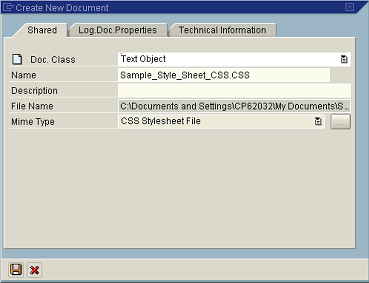 Create New Document
Shared Log.Doc.Properties Technical Information
Doc. Class Text Object
Name Sample_Style_Sheet_CSS.CSS
Description
File Name C:\Documents and Settings\CP62032\My Documents\S...
Mime Type CSS Stylesheet File ...